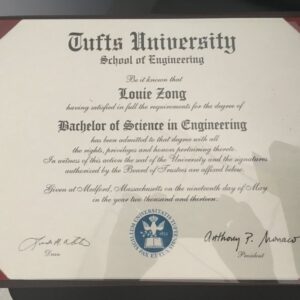 Tufts University
School of Engineering
Be it known that
Louie Zong
having satisfied in full the requirements for the degree of
Bachelor of Science in Engineering
has been admitted to that degree with all
the rights, privileges and honors pertaining thereto.
In witness of this action the seal of the University and the signatures
authorized by the Board of Trustees are affixed below.
Given at Medford, Massachusetts on the nineteenth day of May
in the year two thousand and thirteen.
Anthony P. Monaco
Dean
President